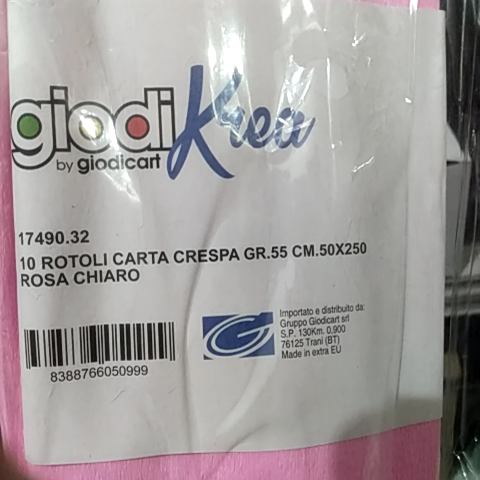 giodi Krea
by giodicart
17490.32
10 ROTOLI CARTA CRESPA GR.55 CM.50X250
ROSA CHIARO
8388766050999
Importato e distribuito da:
Gruppo Giodicart srl
S.P. 130Km. 0,900
76125 Trani (BT)
Made in extra EU